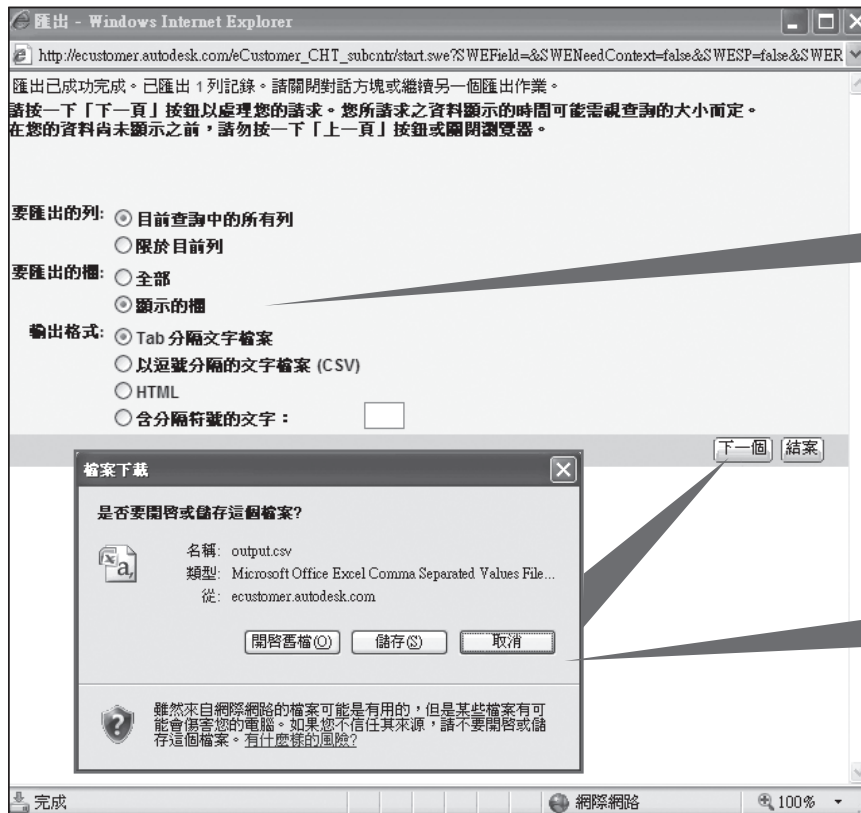 匯出 - Windows Internet Explorer
http://ecustomer.autodesk.com/eCustomer_CHT_subcntr/start.swe?SWEField=&SWENeedContext=false&SWESP=false&SWER
匯出已成功完成。已匯出 1 列記錄。請關閉對話方塊或繼續另一個匯出作業。
請按一下「下一頁」按鈕以處理您的請求。您所請求之資料顯示的時間可能需視查詢的大小而定。
在您的資料尚未顯示之前，請勿按一下「上一頁」按鈕或關閉瀏覽器。
要匯出的列: 目前查詢中的所有列
限於目前列
要匯出的欄: 全部
顯示的欄
輸出格式: Tab 分隔文字檔案
以逗號分隔的文字檔案 (CSV)
HTML
含分隔符號的文字：
下一個 結案
檔案下載
是否要開啓或儲存這個檔案?
名稱: output.csv
類型: Microsoft Office Excel Comma Separated Values File...
從: ecustomer.autodesk.com
開啓舊檔(O) 儲存(S) 取消
雖然來自網際網路的檔案可能是有用的，但是某些檔案有可
能會傷害您的電腦。如果您不信任其來源，請不要開啓或儲
存這個檔案。有什麼樣的風險?
完成 網際網路 100%